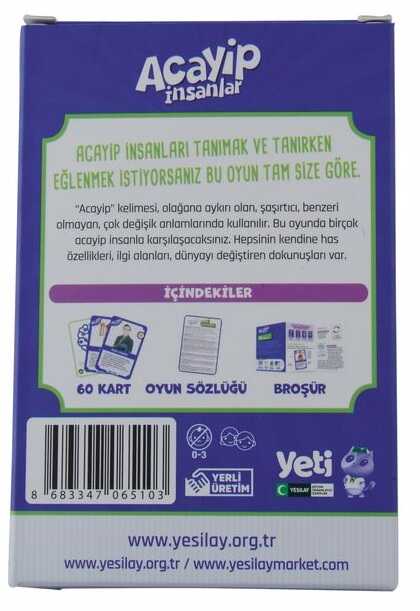 Acayip
insanlar
ACAYİP İNSANLARI TANIMAK VE TANIRKEN
EĞLENMEK İSTİYORSANIZ BU OYUN TAM SİZE GÖRE.
"Acayip" kelimesi, olağana aykırı olan, şaşırtıcı, benzeri
olmayan, çok değişik anlamlarında kullanılır. Bu oyunda birçok
acayip insanla karşılaşacaksınız. Hepsinin kendine has
özellikleri, ilgi alanları, dünyayı değiştiren dokunuşları var.
İÇİNDEKİLER
60 KART
OYUN SÖZLÜĞÜ
BROŞÜR
0-3
YERLİ
ÜRETİM
yeti
YEŞİLAY
8 683347 065103
www.yesilay.org.tr
www.yesilay.org.tr / www.yesilaymarket.com